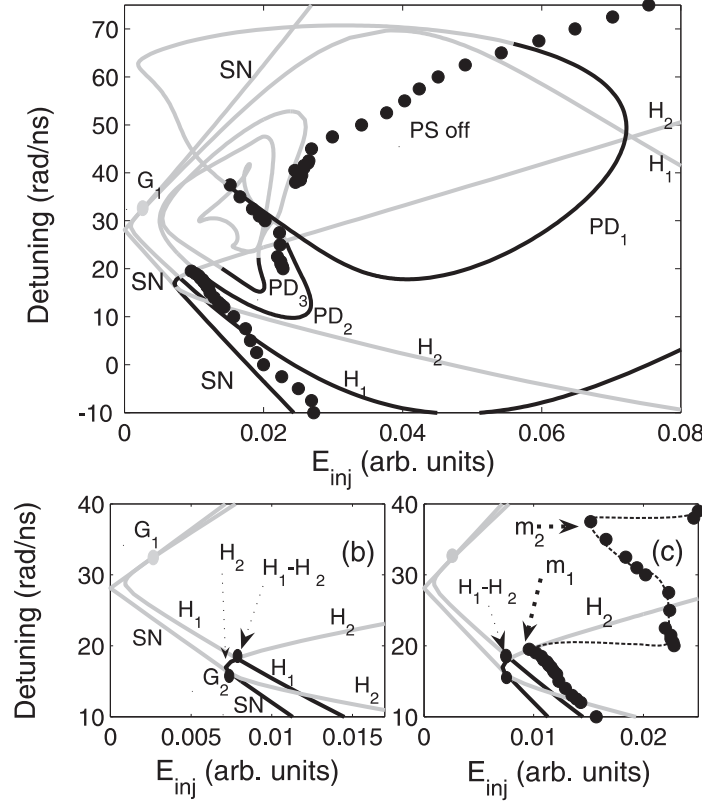 70
60
50
40
30
20
10
0
-10
Detuning (rad/ns)
SN
G1
SN
SN
PS off
H2
H1
PD1
PD3
PD2
H2
H1
0
0.02
0.04
0.06
0.08
Einj (arb. units)
40
30
20
10
Detuning (rad/ns)
G1
H2
(b)
H1-H2
H1
SN
H2
G2
H1
SN
H2
0
0.005
0.01
0.015
Einj (arb. units)
40
30
20
10
m2
(c)
m1
H1-H2
H2
0
0.01
0.02
Einj (arb. units)